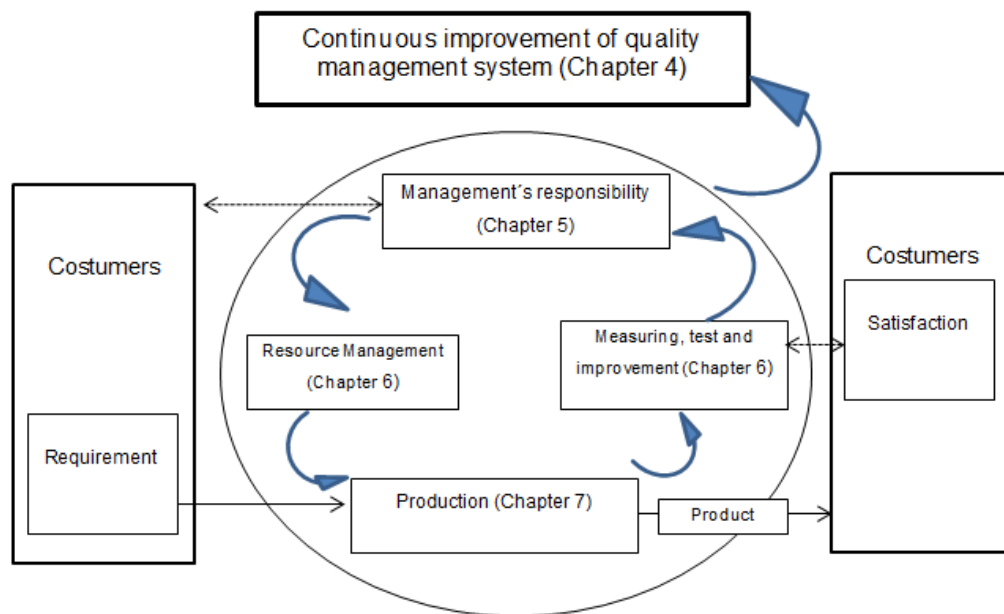 Continuous improvement of quality
management system (Chapter 4)
Management´s responsibility
(Chapter 5)
Costumers
Costumers
Satisfaction
Resource Management
(Chapter 6)
Measuring, test and
improvement (Chapter 6)
Requirement
Production (Chapter 7)
Product